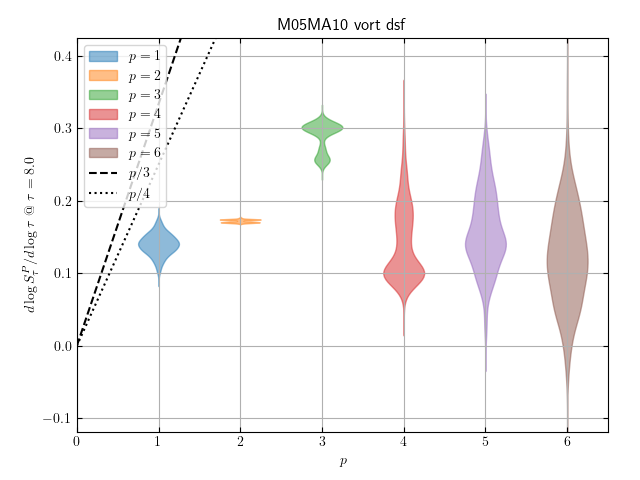 M05MA10 vort dsf
p = 1
p = 2
p = 3
p = 4
p = 5
p = 6
p/3
p/4
0.4
0.3
0.2
0.1
0.0
−0.1
d log S_τ^P / d log τ @ τ = 8.0
0 1 2 3 4 5 6
p